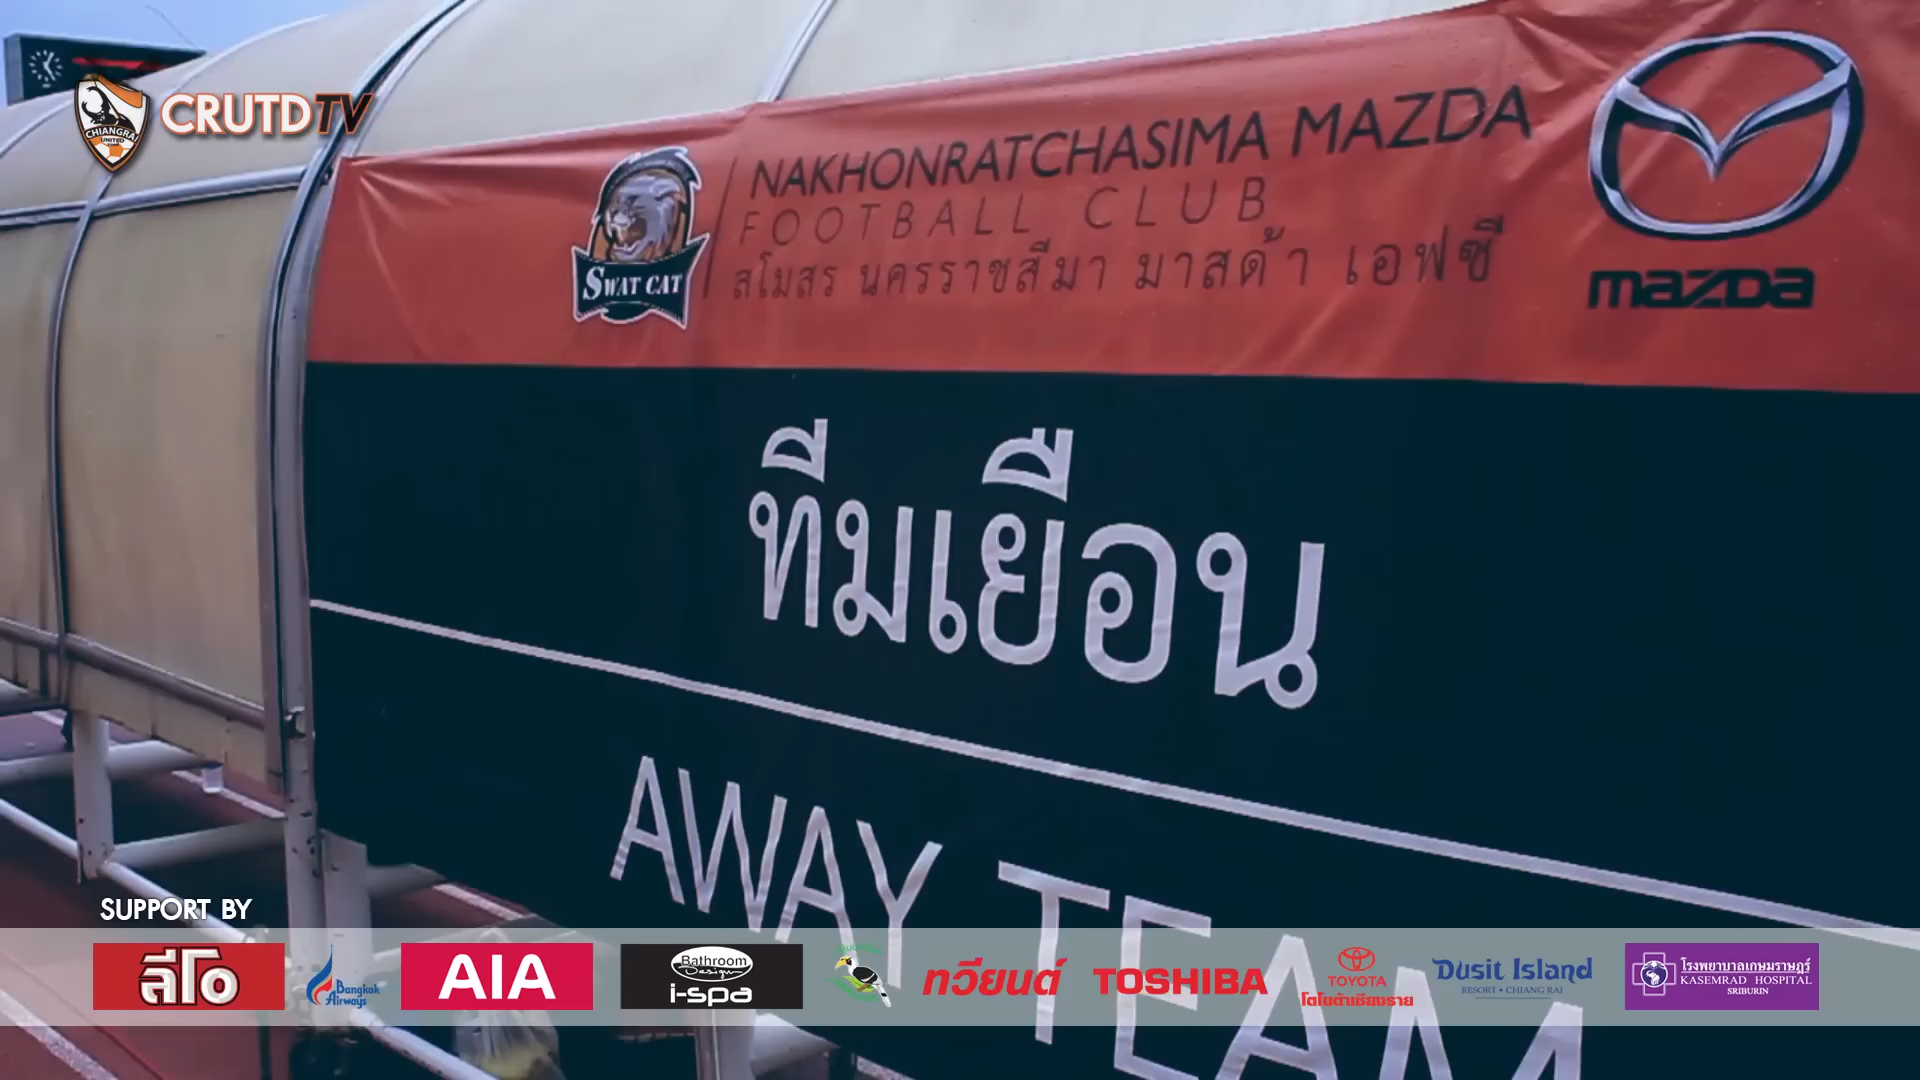 CHIANGRAI
UNITED
CRUTDTV
NAKHONRATCHASIMA MAZDA
FOOTBALL CLUB
สโมสร นครราชสีมา มาสด้า เอฟซี
SWAT CAT
mazda
ทีมเยือน
AWAY TEAM
SUPPORT BY
ลีโอ
Bangkok Airways
AIA
Bathroom Design
i-spa
ทวียนต์
TOSHIBA
TOYOTA
โตโยต้าเชียงราย
Dusit Island
RESORT • CHIANG RAI
โรงพยาบาลเกษมราษฎร์
KASEMRAD HOSPITAL
SRIBURIN